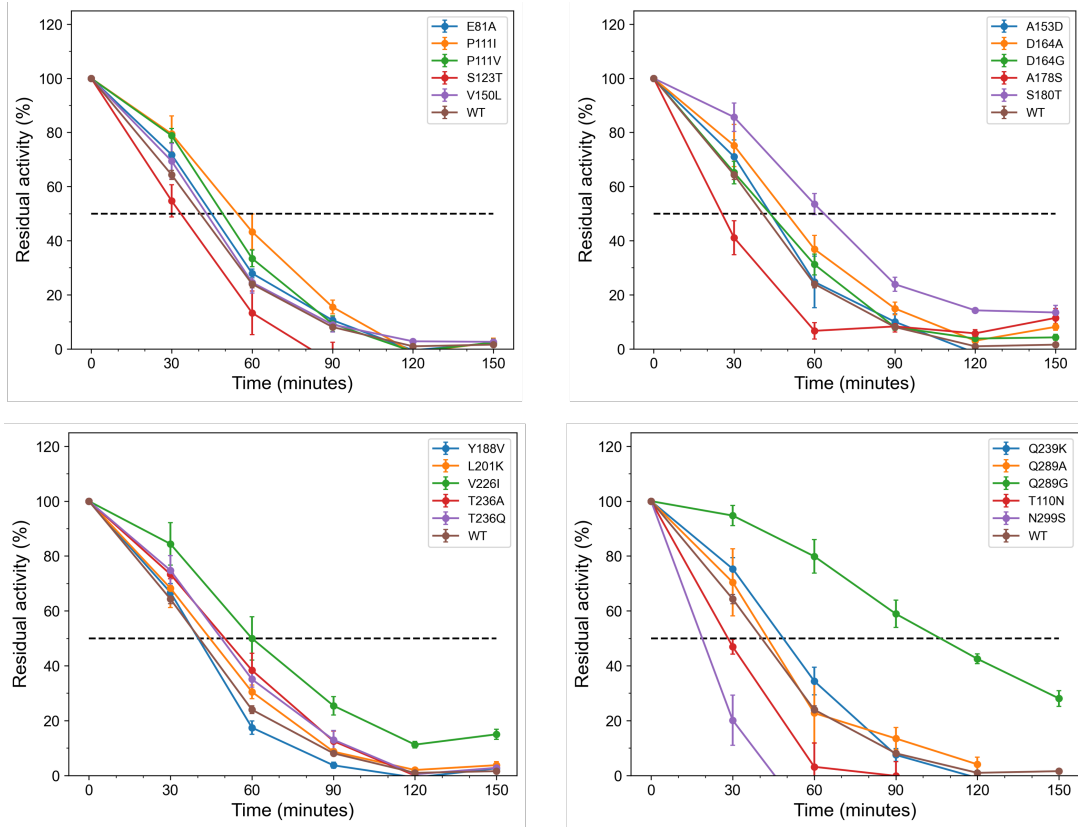 120
100
80
60
40
20
0
Residual activity (%)
E81A
P111I
P111V
S123T
V150L
WT
0 30 60 90 120 150
Time (minutes)
120
100
80
60
40
20
0
Residual activity (%)
A153D
D164A
D164G
A178S
S180T
WT
0 30 60 90 120 150
Time (minutes)
120
100
80
60
40
20
0
Residual activity (%)
Y188V
L201K
V226I
T236A
T236Q
WT
0 30 60 90 120 150
Time (minutes)
120
100
80
60
40
20
0
Residual activity (%)
Q239K
Q289A
Q289G
T110N
N299S
WT
0 30 60 90 120 150
Time (minutes)